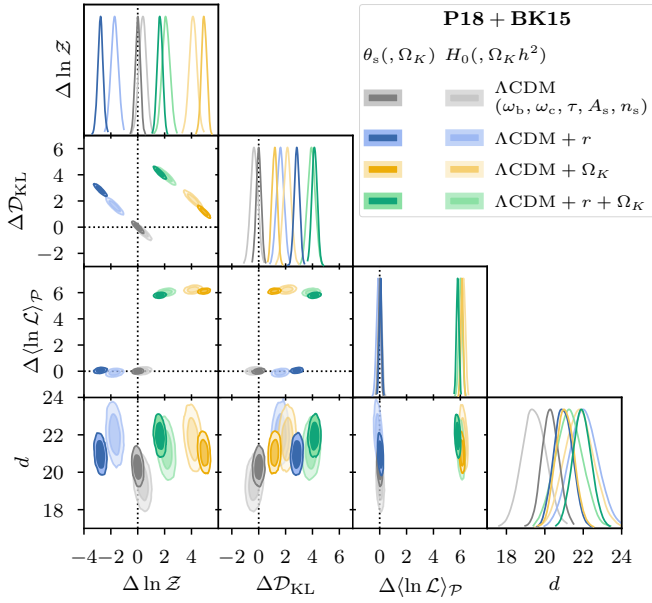 P18 + BK15
θs(, ΩK) H0(, ΩKh²)
ΛCDM
(ωb, ωc, τ, As, ns)
ΛCDM + r
ΛCDM + ΩK
ΛCDM + r + ΩK
Δ ln Z
ΔDKL
6
4
2
0
−2
Δ⟨ln L⟩P
6
4
2
0
d
24
22
20
18
−4 −2 0 2 4
Δ ln Z
−2 0 2 4 6
ΔDKL
0 2 4 6
Δ⟨ln L⟩P
18 20 22 24
d